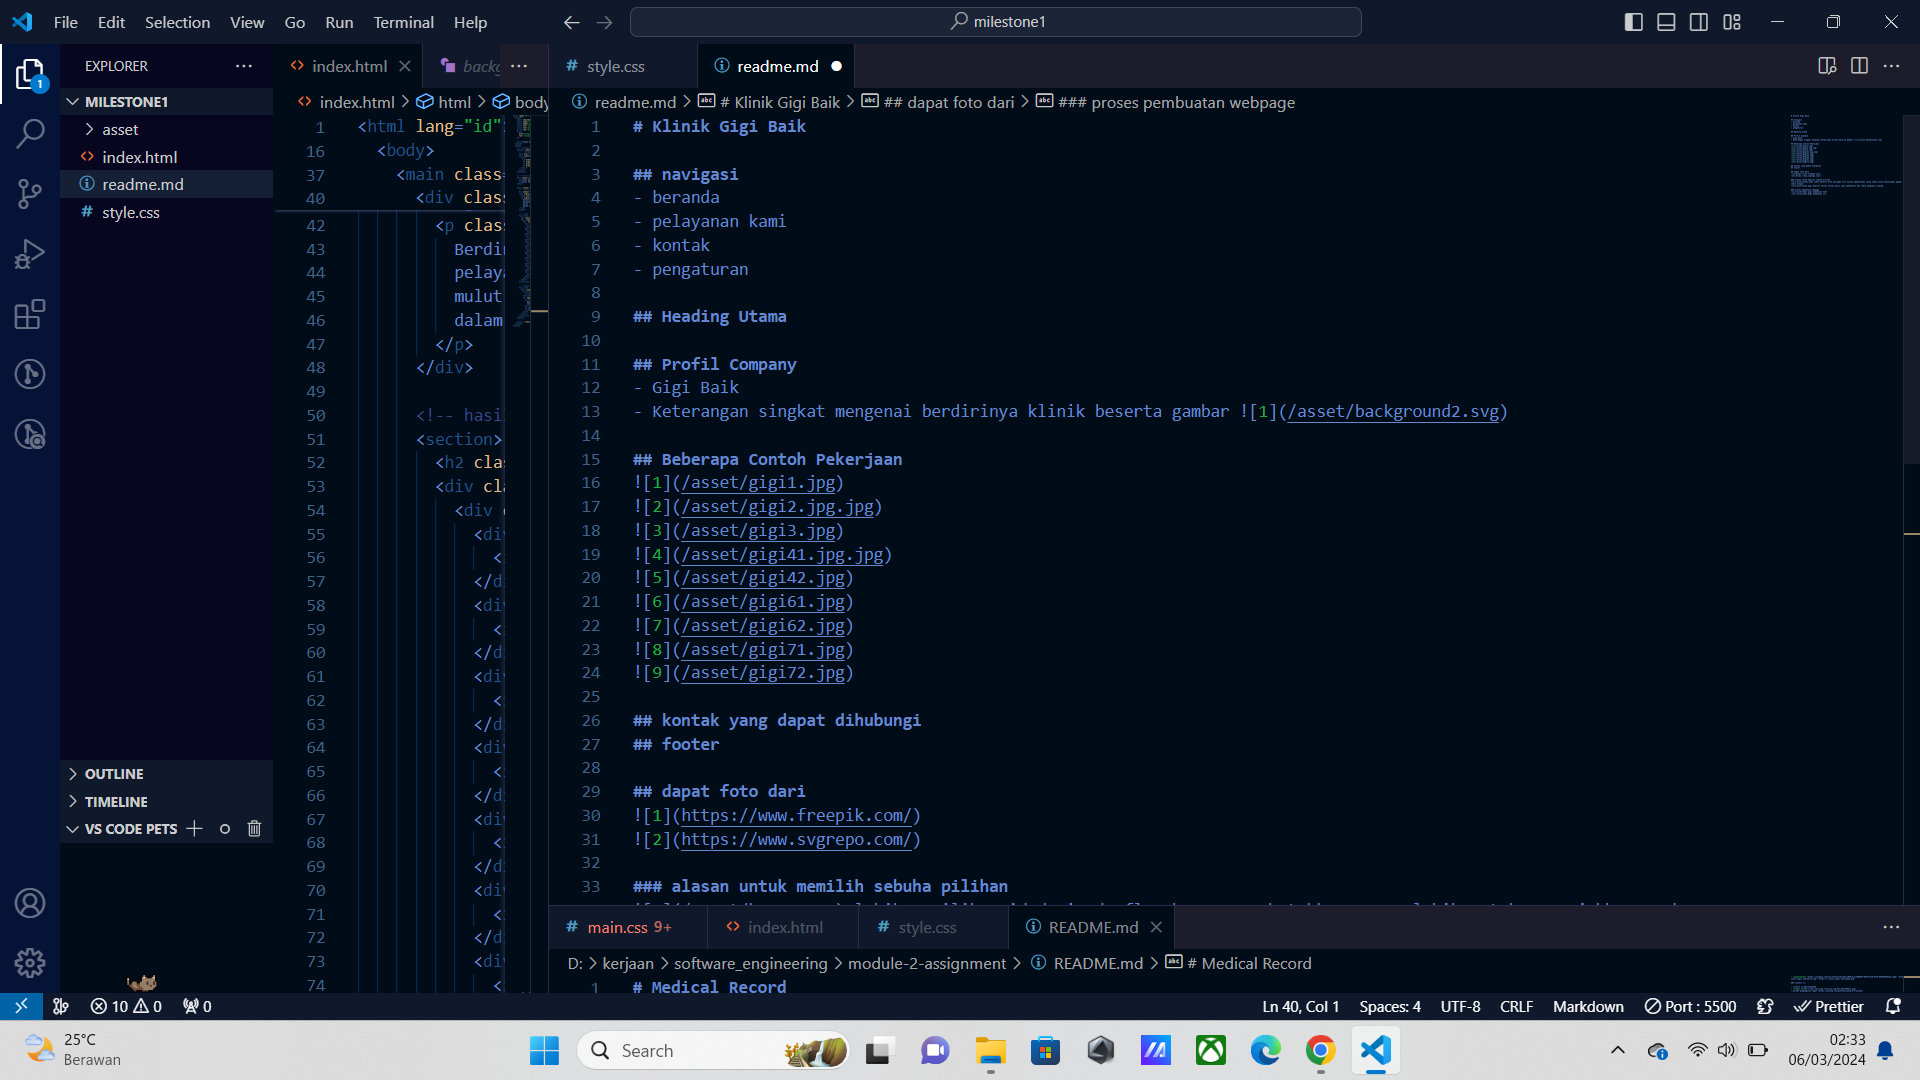 File Edit Selection View Go Run Terminal Help
milestone1
EXPLORER
1
MILESTONE1
asset
index.html
readme.md
style.css
OUTLINE
TIMELINE
VS CODE PETS
index.html
index.html > html > body
1 <html lang="id"
16 <body>
37 <main class=
40 <div class
42 <p class
43 Berdi
44 pelaya
45 mulut
46 dalam
47 </p>
48 </div>
49
50 <!-- hasi
51 <section>
52 <h2 clas
53 <div cl
54 <div
55 <div
56 <
57 </di
58 <div
59 <
60 </d
61 <div
62 <
63 </d
64 <div
65 <
66 </d
67 <div
68 <
69 </d
70 <div
71 <
72 </d
73 <div
74 <
# style.css
readme.md
readme.md > # Klinik Gigi Baik > ## dapat foto dari > ### proses pembuatan webpage
1 # Klinik Gigi Baik
2
3 ## navigasi
4 - beranda
5 - pelayanan kami
6 - kontak
7 - pengaturan
8
9 ## Heading Utama
10
11 ## Profil Company
12 - Gigi Baik
13 - Keterangan singkat mengenai berdirinya klinik beserta gambar ![1](/asset/background2.svg)
14
15 ## Beberapa Contoh Pekerjaan
16 ![1](/asset/gigi1.jpg)
17 ![2](/asset/gigi2.jpg.jpg)
18 ![3](/asset/gigi3.jpg)
19 ![4](/asset/gigi41.jpg.jpg)
20 ![5](/asset/gigi42.jpg)
21 ![6](/asset/gigi61.jpg)
22 ![7](/asset/gigi62.jpg)
23 ![8](/asset/gigi71.jpg)
24 ![9](/asset/gigi72.jpg)
25
26 ## kontak yang dapat dihubungi
27 ## footer
28
29 ## dapat foto dari
30 ![1](https://www.freepik.com/)
31 ![2](https://www.svgrepo.com/)
32
33 ### alasan untuk memilih sebuha pilihan
# main.css 9+
index.html
# style.css
README.md
D: > kerjaan > software_engineering > module-2-assignment > README.md > # Medical Record
1 # Medical Record
10 0
0
Ln 40, Col 1
Spaces: 4
UTF-8
CRLF
Markdown
Port : 5500
Prettier
25°C
Berawan
Search
02:33
06/03/2024